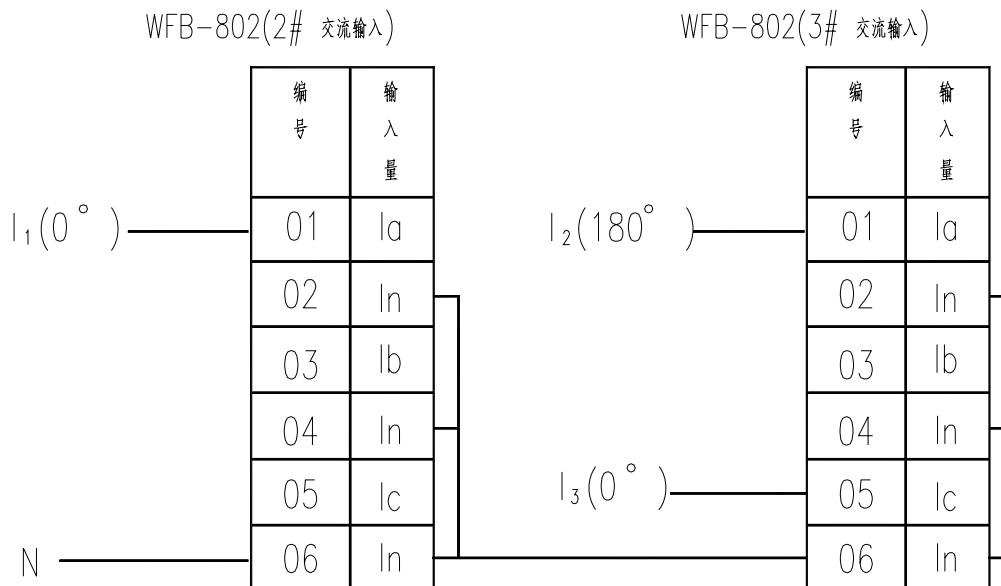 WFB-802(2# 交流输入)
编号 输入量
I₁(0°) 01 Ia
02 In
03 Ib
04 In
05 Ic
N 06 In
WFB-802(3# 交流输入)
编号 输入量
I₂(180°) 01 Ia
02 In
03 Ib
04 In
I₃(0°) 05 Ic
06 In